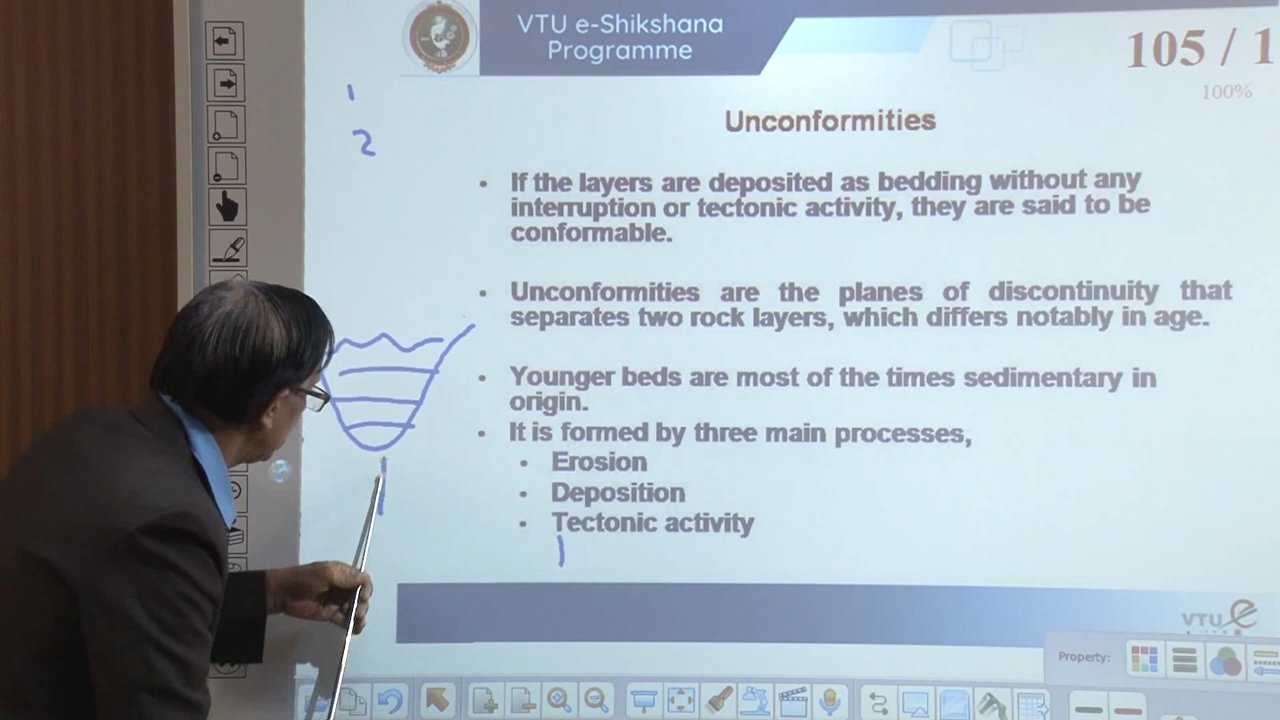 VTU e-Shikshana
Programme
105 / 1
100%
1
2
Unconformities
• If the layers are deposited as bedding without any
interruption or tectonic activity, they are said to be
conformable.
• Unconformities are the planes of discontinuity that
separates two rock layers, which differs notably in age.
• Younger beds are most of the times sedimentary in
origin.
• It is formed by three main processes,
• Erosion
• Deposition
• Tectonic activity
VTU e
Property: